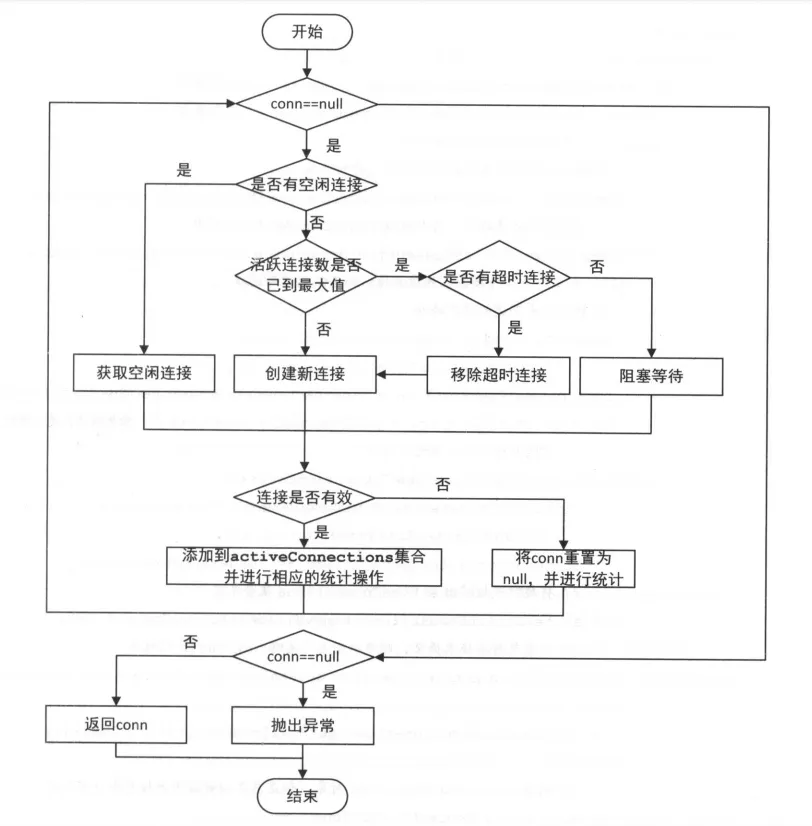 开始
conn==null
是
是
是否有空闲连接
否
活跃连接数是否
已到最大值
是
是否有超时连接
否
否
是
获取空闲连接
创建新连接
移除超时连接
阻塞等待
连接是否有效
否
是
添加到activeConnections集合
并进行相应的统计操作
将conn重置为
null，并进行统计
否
conn==null
是
返回conn
抛出异常
结束